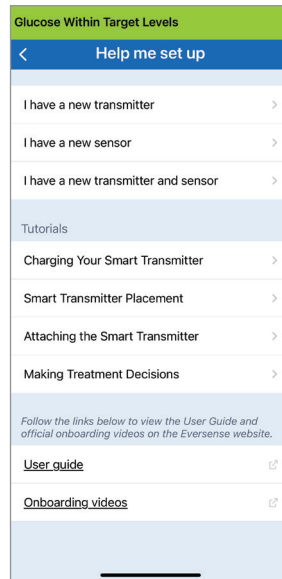 Glucose Within Target Levels
Help me set up
I have a new transmitter
I have a new sensor
I have a new transmitter and sensor
Tutorials
Charging Your Smart Transmitter
Smart Transmitter Placement
Attaching the Smart Transmitter
Making Treatment Decisions
Follow the links below to view the User Guide and
official onboarding videos on the Eversense website.
User guide
Onboarding videos